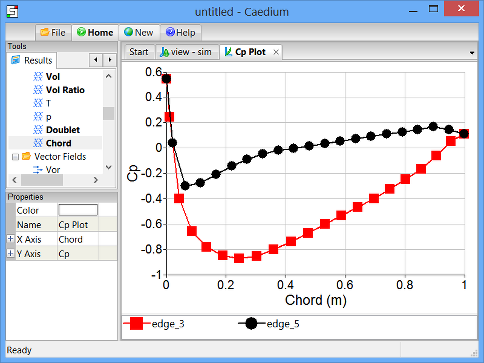 untitled - Caedium
File Home New Help
Tools
Results
Start view - sim Cp Plot
Vol
Vol Ratio
T
p
Doublet
Chord
Vector Fields
Vor
Properties
Color
Name Cp Plot
X Axis Chord
Y Axis Cp
0.6
0.4
0.2
0
-0.2
-0.4
-0.6
-0.8
-1
Cp
0 0.2 0.4 0.6 0.8 1
Chord (m)
edge_3 edge_5
Ready